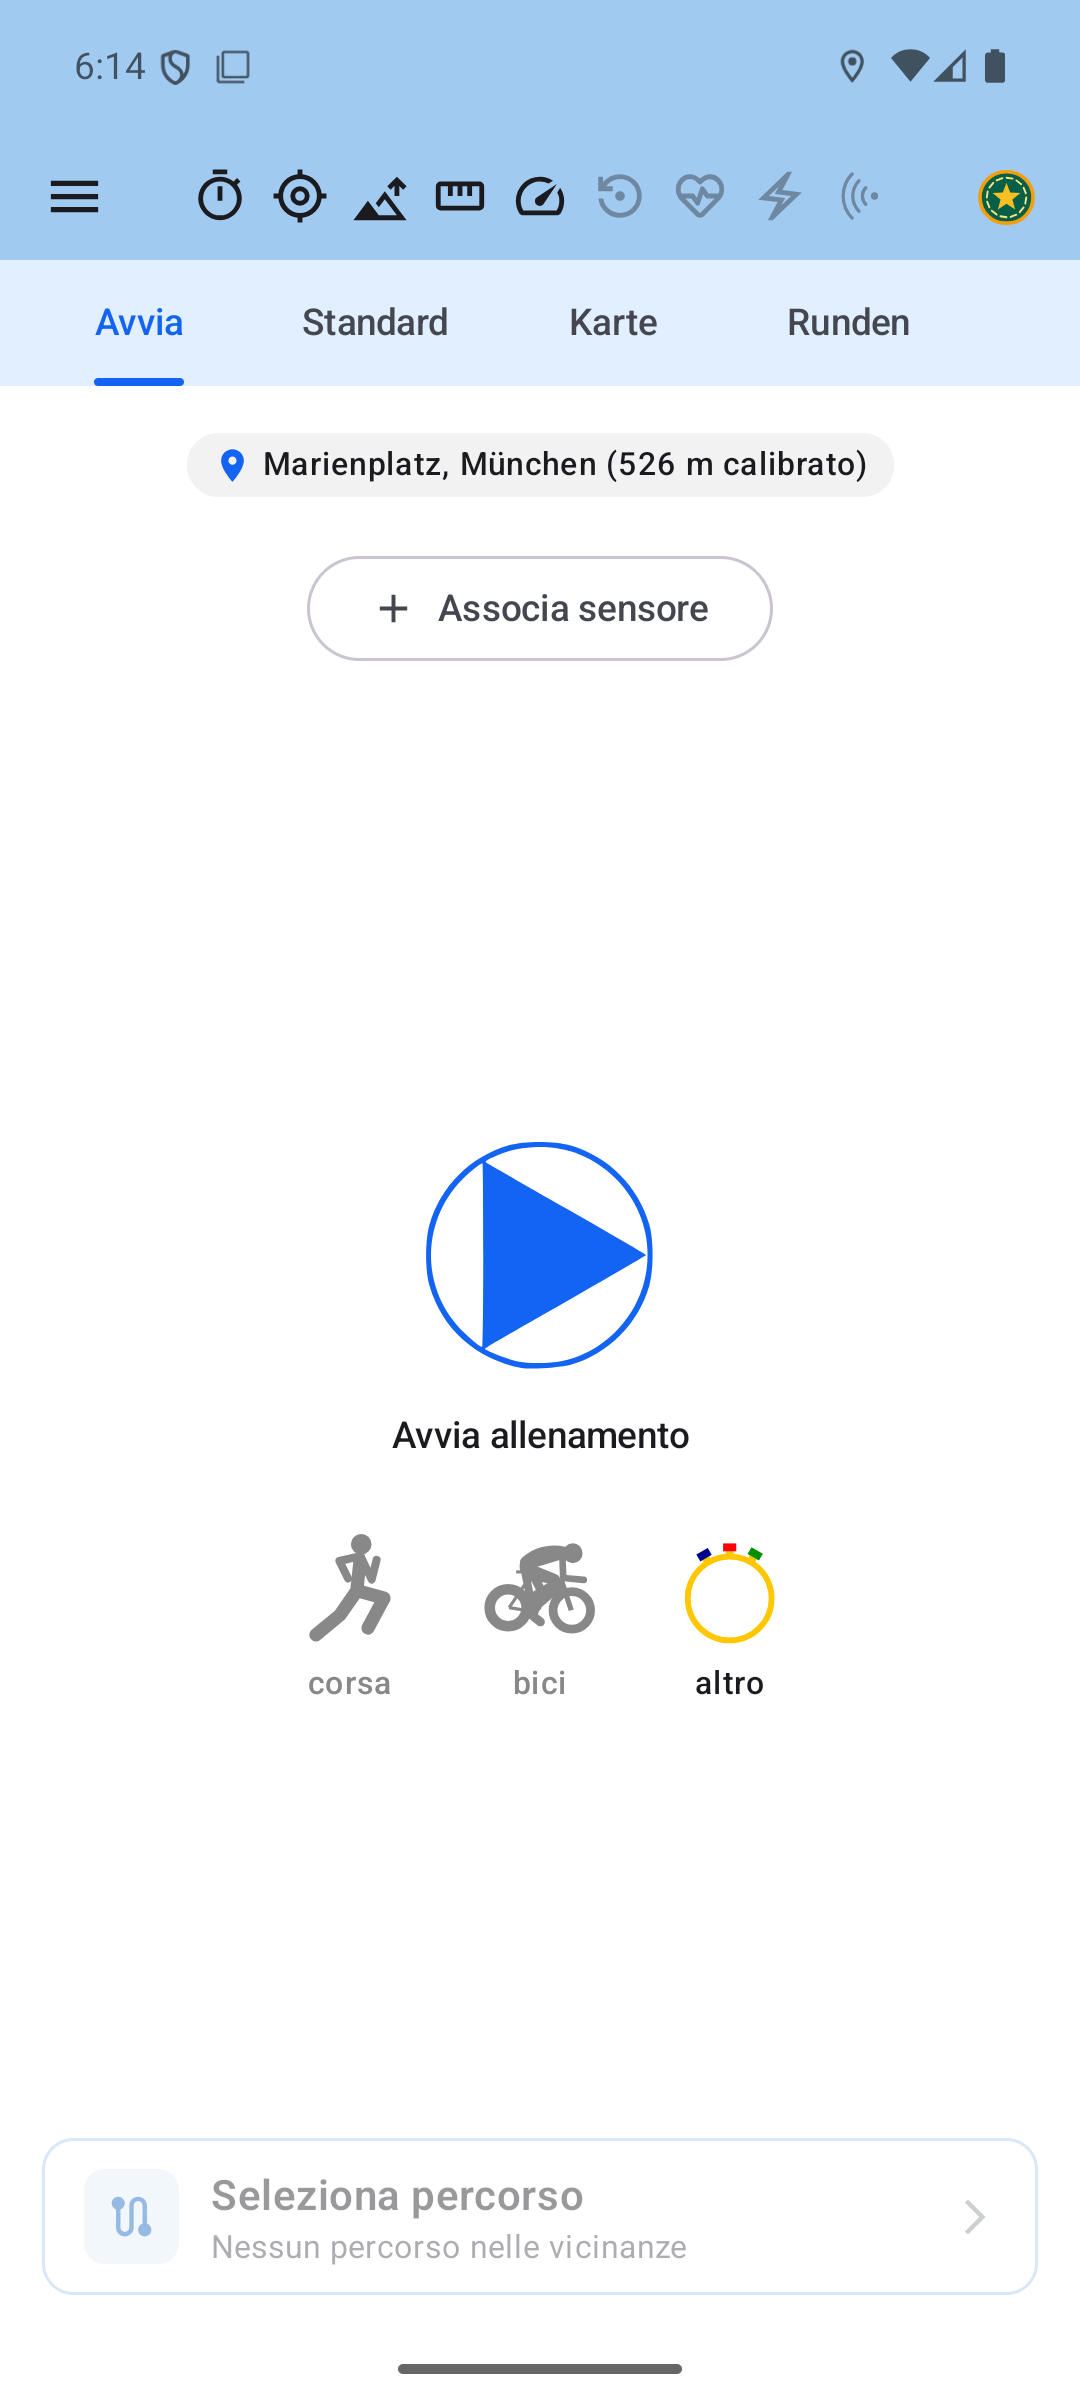 6:14
Avvia Standard Karte Runden
Marienplatz, München (526 m calibrato)
Associa sensore
Avvia allenamento
corsa bici altro
Seleziona percorso
Nessun percorso nelle vicinanze